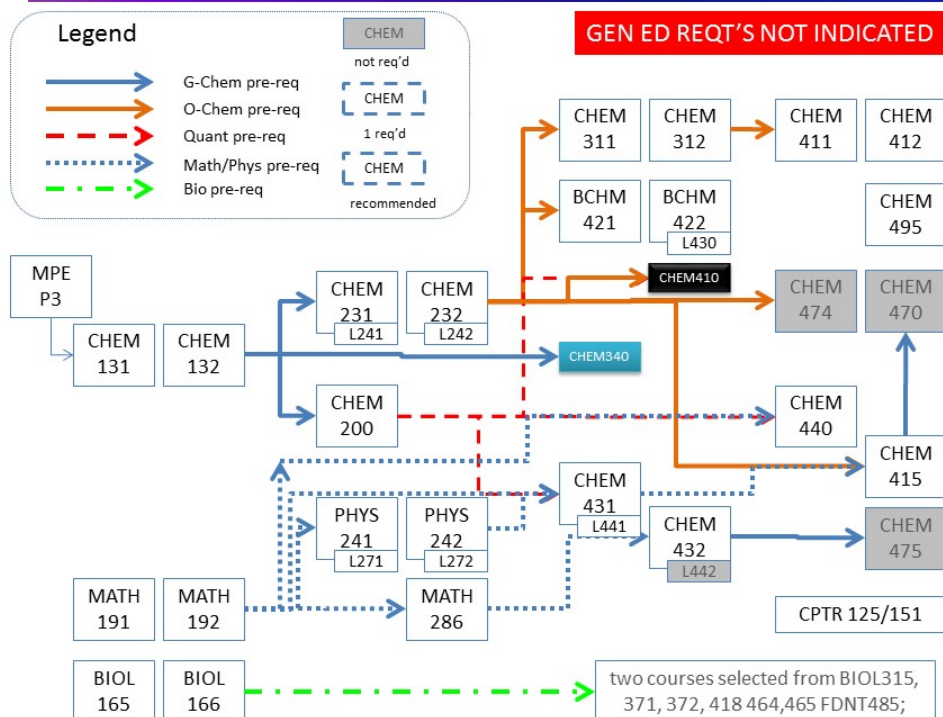 Legend
CHEM
not req'd
G-Chem pre-req
O-Chem pre-req
CHEM
Quant pre-req
1 req'd
Math/Phys pre-req
CHEM
Bio pre-req
recommended
GEN ED REQT'S NOT INDICATED
CHEM
311
CHEM
312
CHEM
411
CHEM
412
BCHM
421
BCHM
422
L430
CHEM
495
MPE
P3
CHEM
231
L241
CHEM
232
L242
CHEM410
CHEM
474
CHEM
470
CHEM
131
CHEM
132
CHEM340
CHEM
200
CHEM
440
CHEM
415
CHEM
431
L441
PHYS
241
L271
PHYS
242
L272
CHEM
432
L442
CHEM
475
MATH
191
MATH
192
MATH
286
CPTR 125/151
BIOL
165
BIOL
166
two courses selected from BIOL315,
371, 372, 418 464,465 FDNT485;